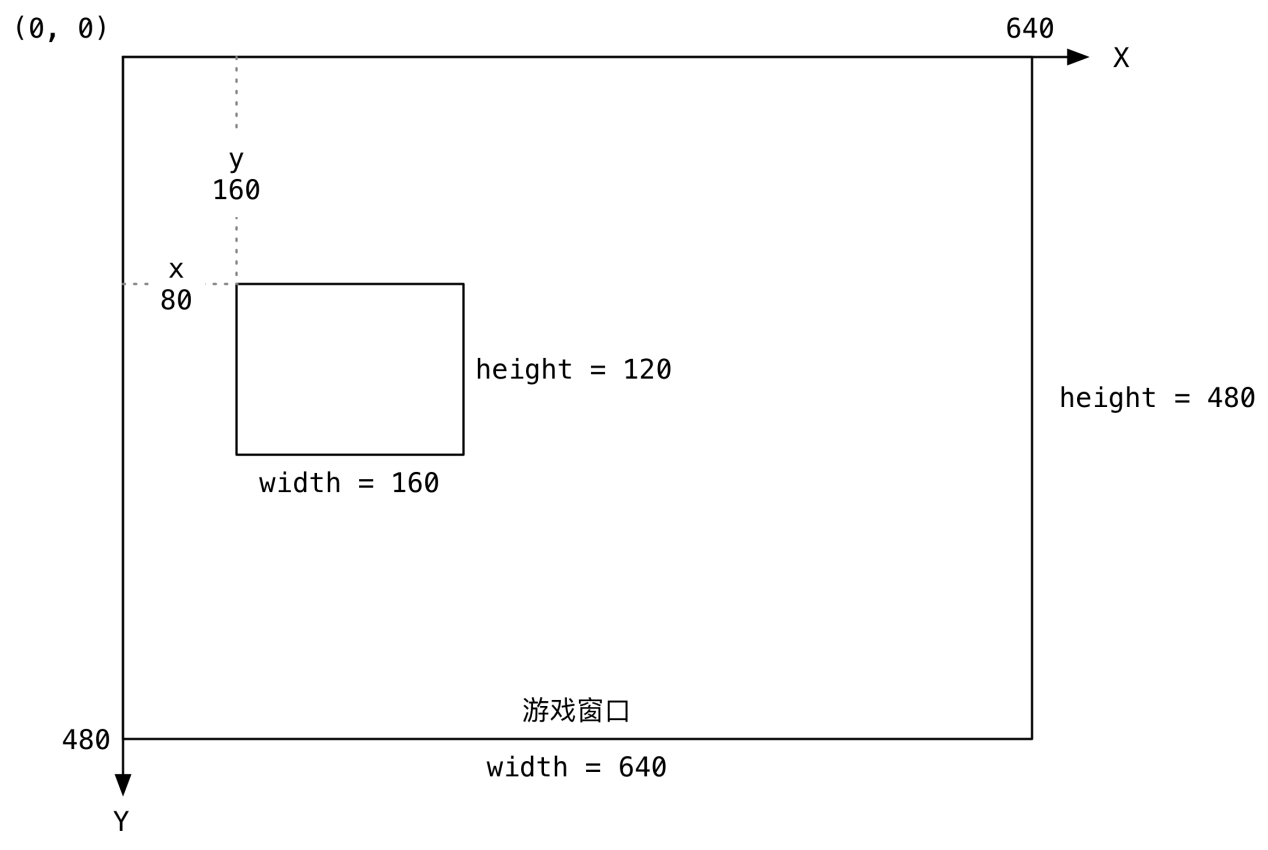 (0, 0)
640
X
y
160
x
80
height = 120
height = 480
width = 160
游戏窗口
480
width = 640
Y